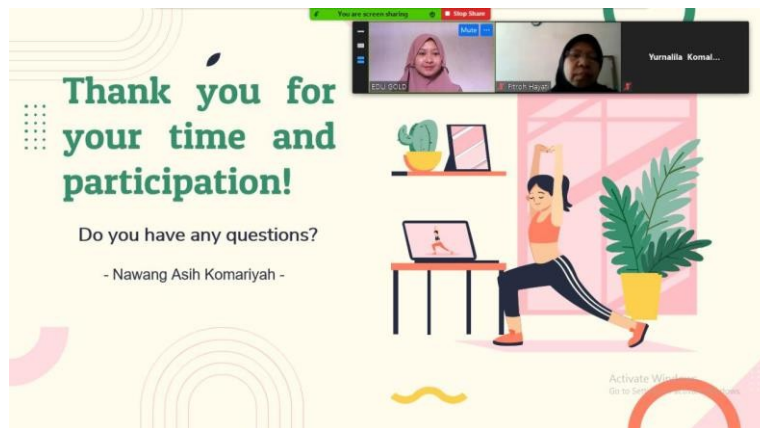 You are screen sharing
Stop Share
Mute
EDU GOLD
Fitroh Hayati
Yurnalila Komal...
Thank you for
your time and
participation!
Do you have any questions?
- Nawang Asih Komariyah -
Activate Windows